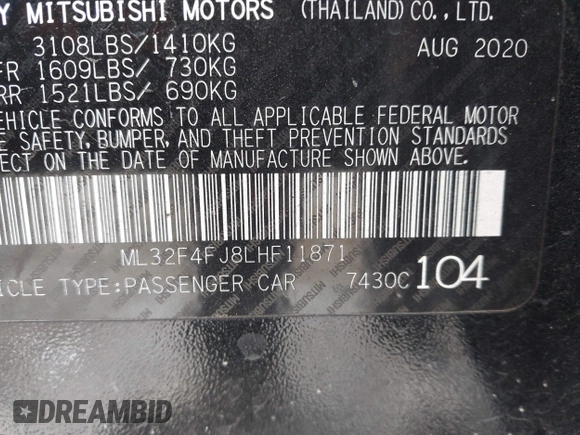 Y MITSUBISHI MOTORS (THAILAND) CO., LTD.
3108LBS/1410KG AUG 2020
FR 1609LBS/ 730KG
RR 1521LBS/ 690KG
EHICLE CONFORMS TO ALL APPLICABLE FEDERAL MOTOR
E SAFETY, BUMPER, AND THEFT PREVENTION STANDARDS
ECT ON THE DATE OF MANUFACTURE SHOWN ABOVE.
ML32F4FJ8LHF11871
ICLE TYPE:PASSENGER CAR 7430C 104
DREAMBID